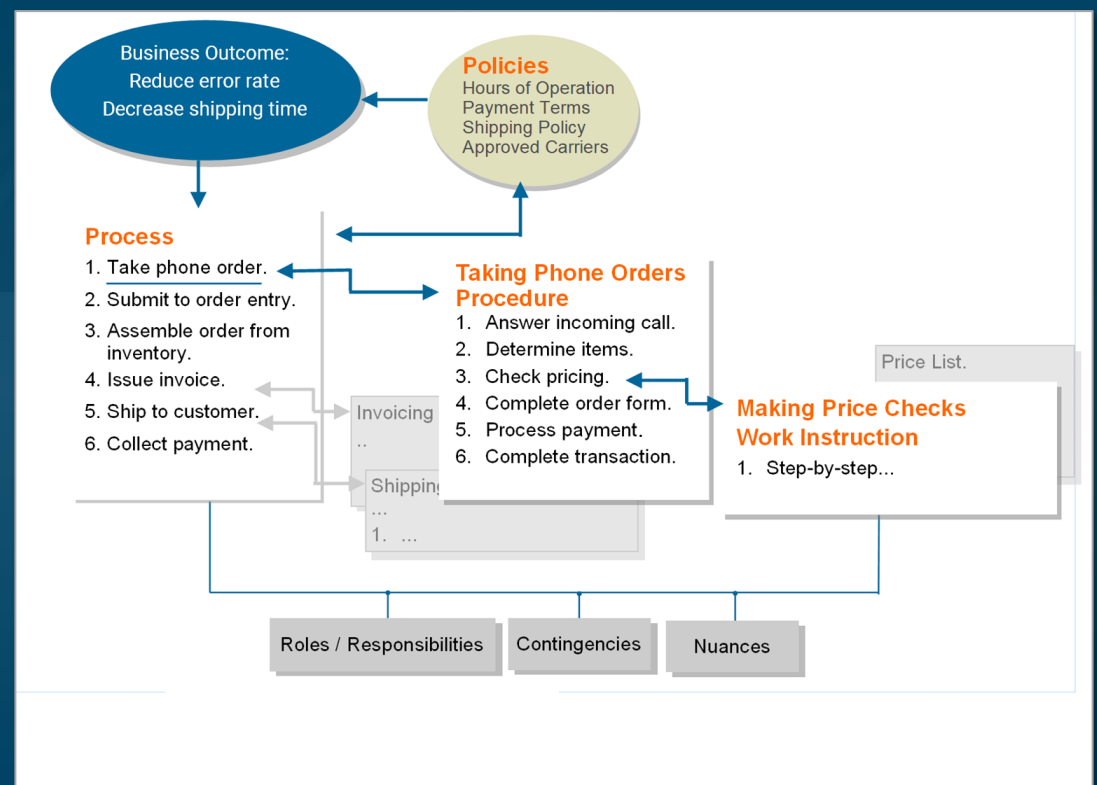 Business Outcome:
Reduce error rate
Decrease shipping time
Policies
Hours of Operation
Payment Terms
Shipping Policy
Approved Carriers
Process
1. Take phone order.
2. Submit to order entry.
3. Assemble order from
inventory.
4. Issue invoice.
5. Ship to customer.
6. Collect payment.
Invoicing
..
Shipping
...
1. ...
Taking Phone Orders
Procedure
1. Answer incoming call.
2. Determine items.
3. Check pricing.
4. Complete order form.
5. Process payment.
6. Complete transaction.
Price List.
Making Price Checks
Work Instruction
1. Step-by-step...
Roles / Responsibilities
Contingencies
Nuances